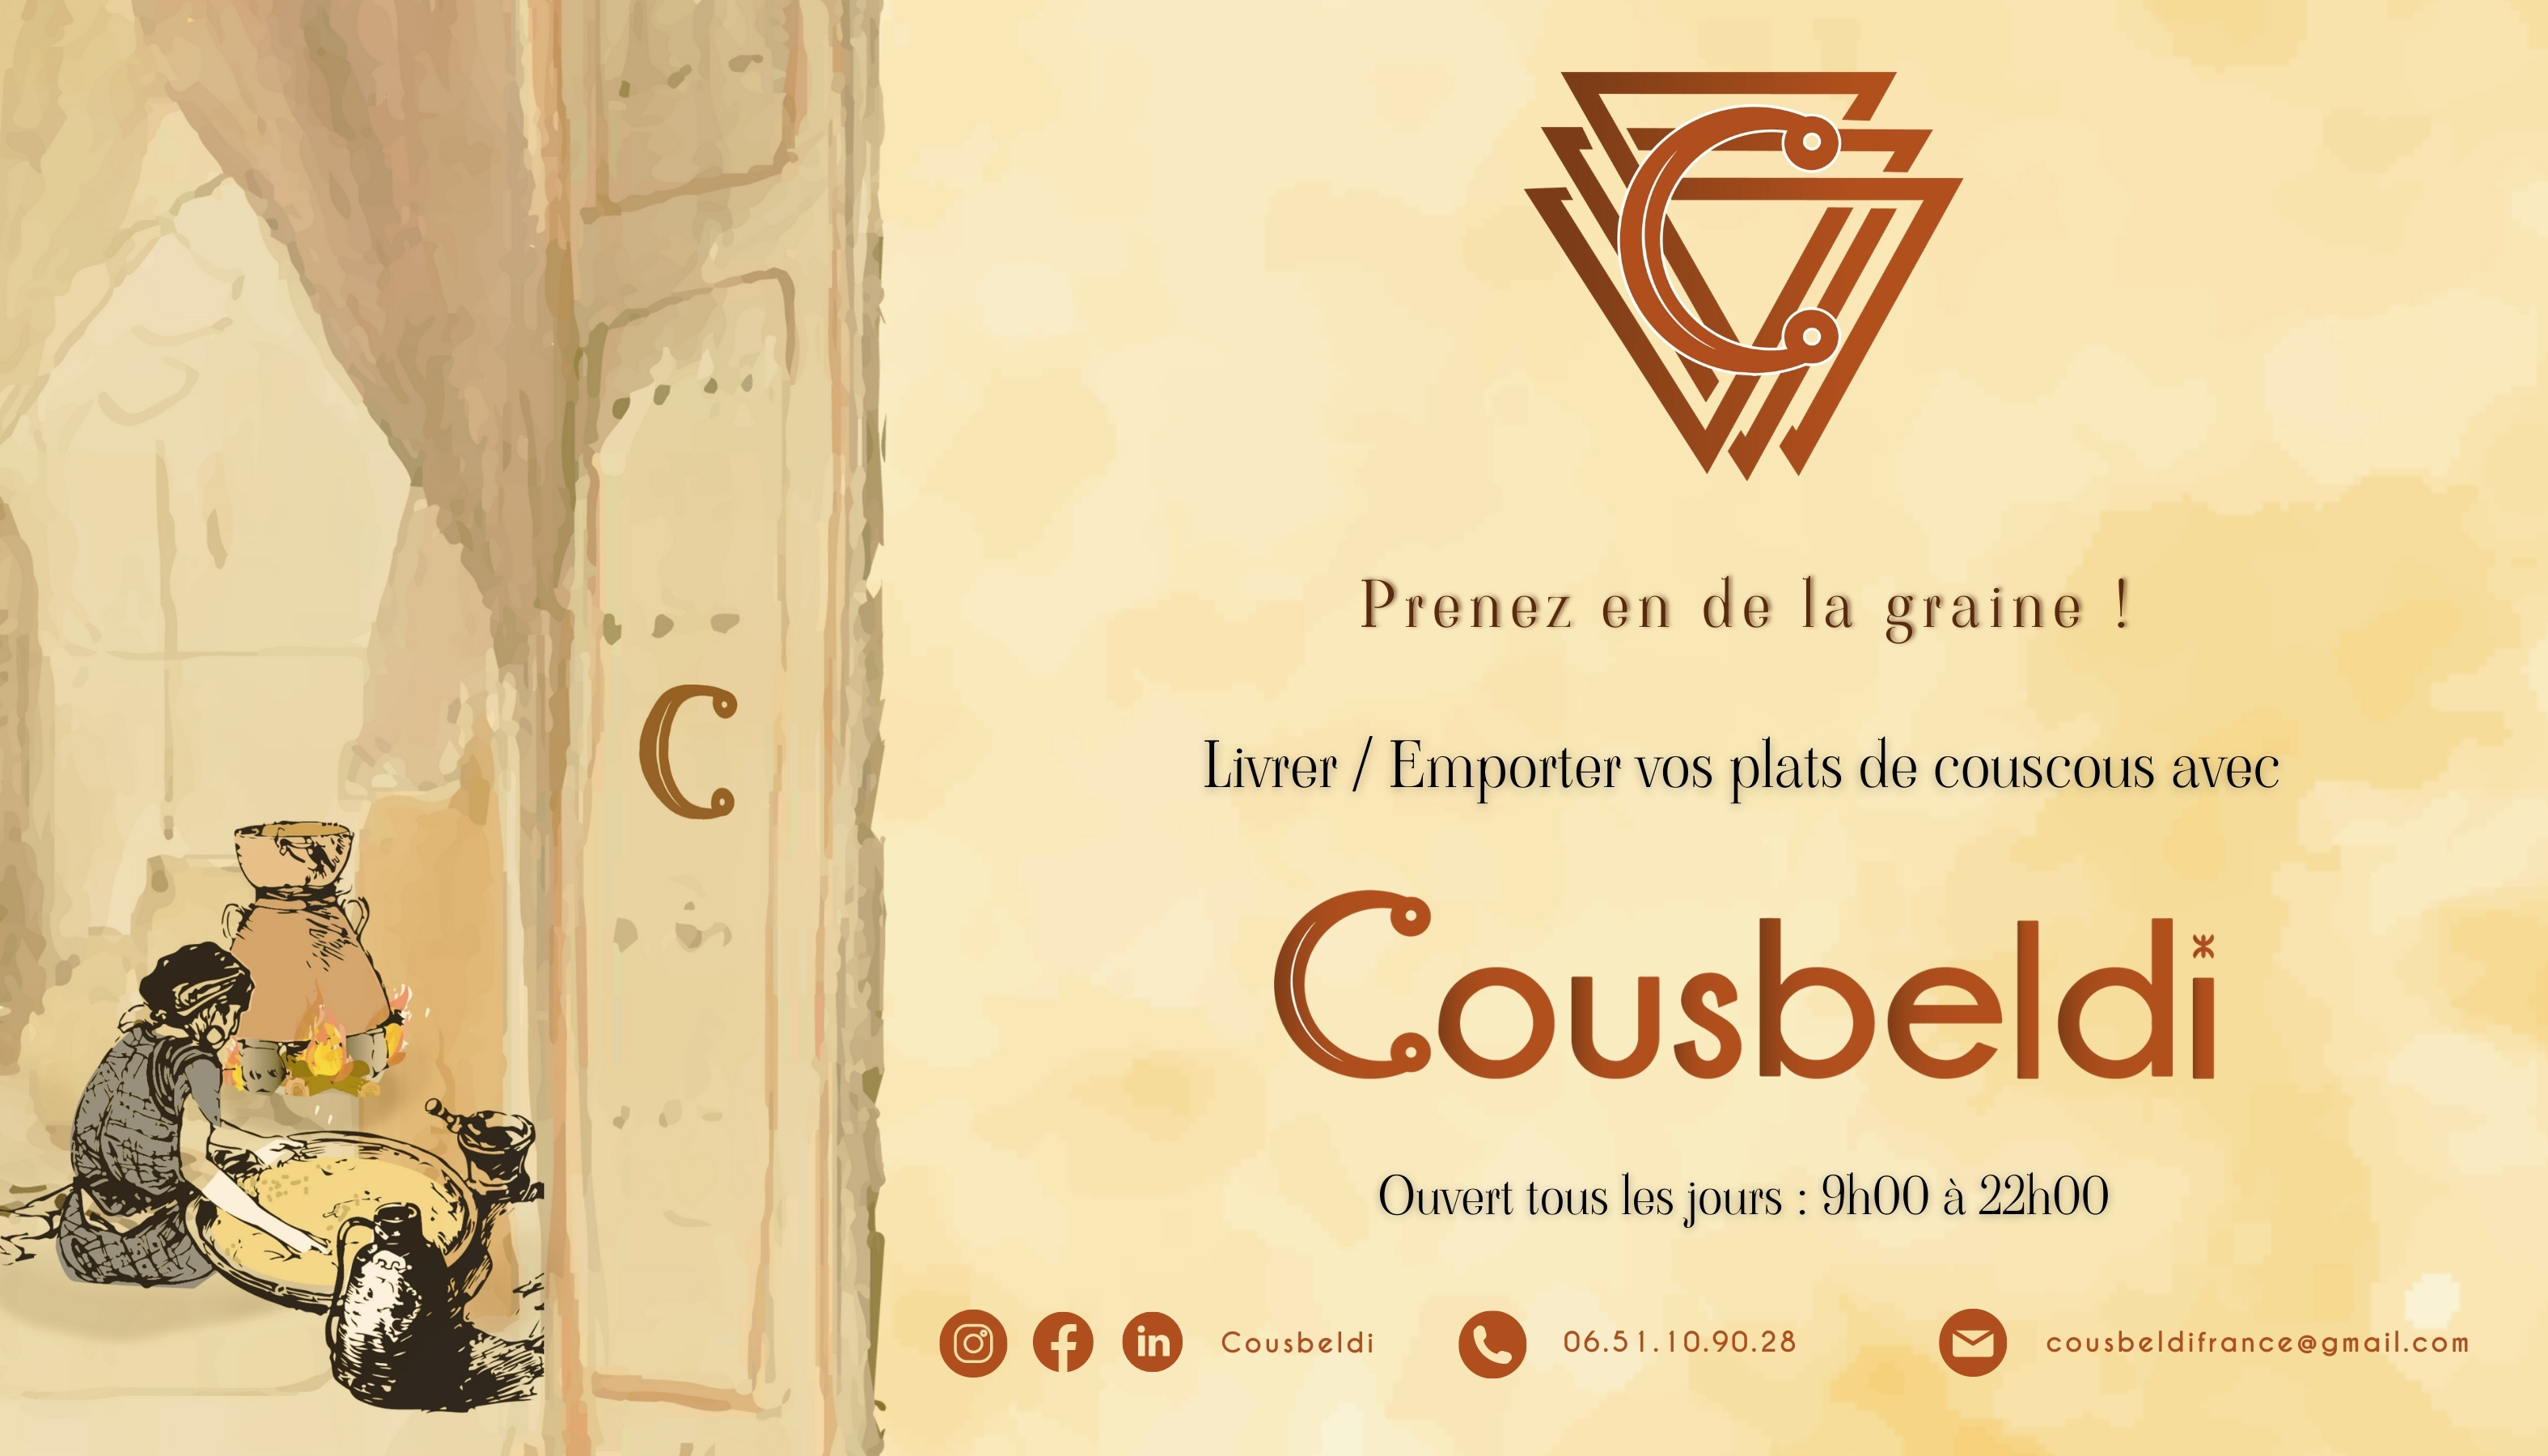 C
C
Prenez en de la graine !
Livrer / Emporter vos plats de couscous avec
Cousbeldi
Ouvert tous les jours : 9h00 à 22h00
Cousbeldi 06.51.10.90.28 cousbeldifrance@gmail.com